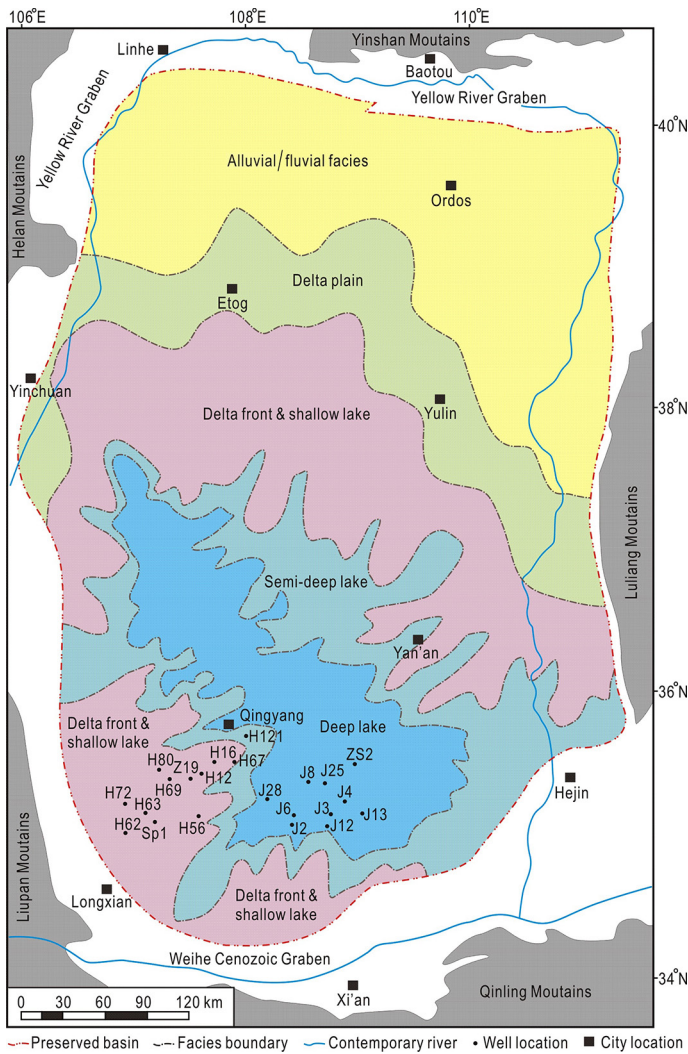 106°E
108°E
110°E
Linhe
Yinshan Moutains
Baotou
Yellow River Graben
Yellow River Graben
40°N
Alluvial/fluvial facies
Ordos
Helan Moutains
Delta plain
Etog
Yinchuan
Delta front & shallow lake
Yulin
38°N
Luliang Moutains
Semi-deep lake
Yan'an
36°N
Delta front &
shallow lake
Qingyang
Deep lake
H121
H16
H67
ZS2
H80
Z19
H12
J8
J25
H69
H72
J28
J4
Hejin
H63
J6
J3
J13
H62
Sp1
H56
J2
J12
Liupan Moutains
Longxian
Delta front &
shallow lake
Weihe Cenozoic Graben
34°N
Xi'an
Qinling Moutains
0 30 60 90 120 km
Preserved basin
Facies boundary
Contemporary river
Well location
City location